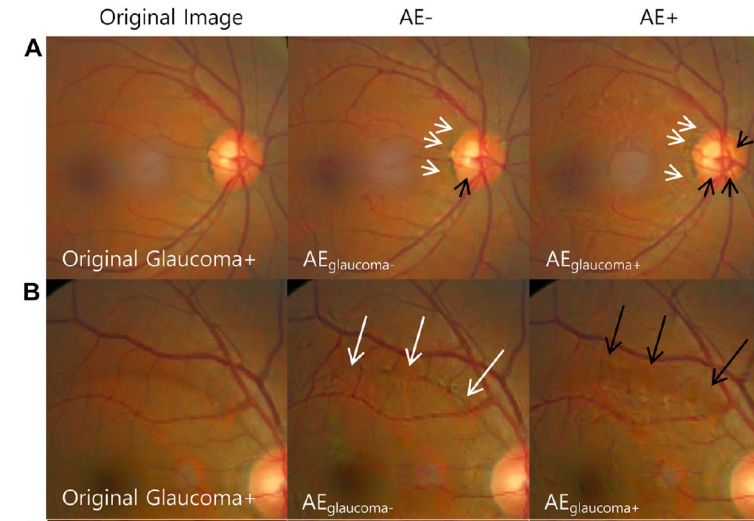 Original Image AE- AE+
A
Original Glaucoma+ AEglaucoma- AEglaucoma+
B
Original Glaucoma+ AEglaucoma- AEglaucoma+